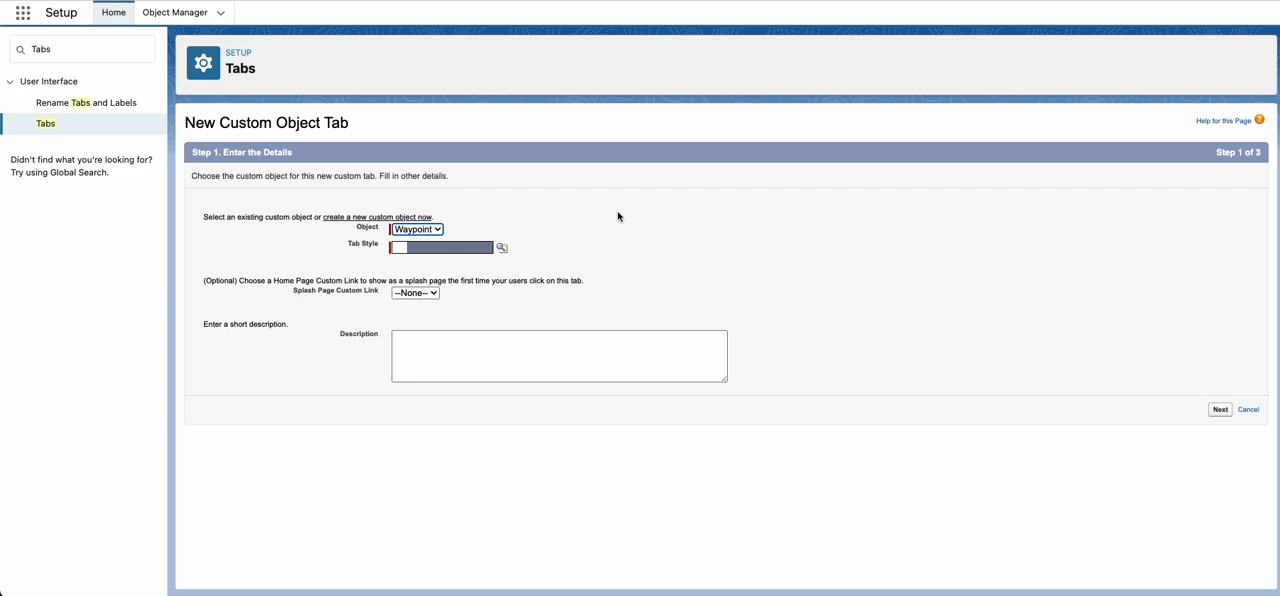 Setup
Home
Object Manager
Tabs
User Interface
Rename Tabs and Labels
Tabs
Didn't find what you're looking for?
Try using Global Search.
SETUP
Tabs
New Custom Object Tab
Help for this Page ?
Step 1. Enter the Details
Step 1 of 3
Choose the custom object for this new custom tab. Fill in other details.
Select an existing custom object or create a new custom object now.
Object
Waypoint
Tab Style
(Optional) Choose a Home Page Custom Link to show as a splash page the first time your users click on this tab.
Splash Page Custom Link
--None--
Enter a short description.
Description
Next
Cancel